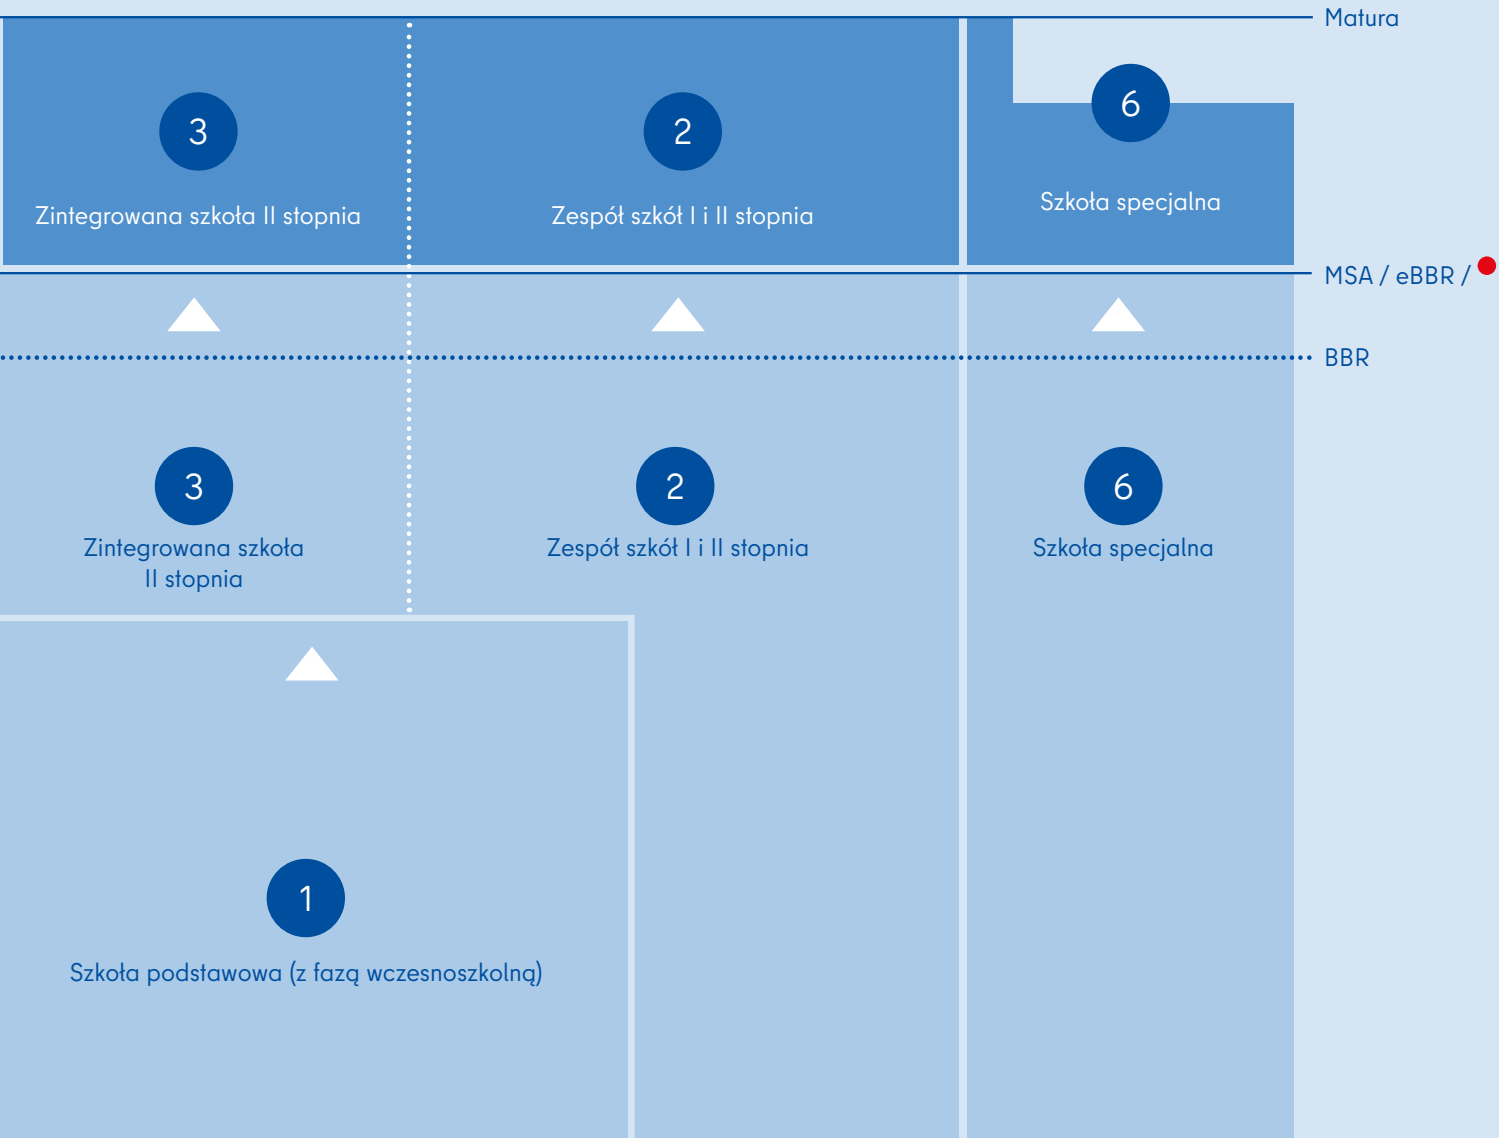 Matura
3
2
6
Zintegrowana szkoła II stopnia
Zespół szkół I i II stopnia
Szkoła specjalna
MSA / eBBR /
BBR
3
2
6
Zintegrowana szkoła
II stopnia
Zespół szkół I i II stopnia
Szkoła specjalna
1
Szkoła podstawowa (z fazą wczesnoszkolną)